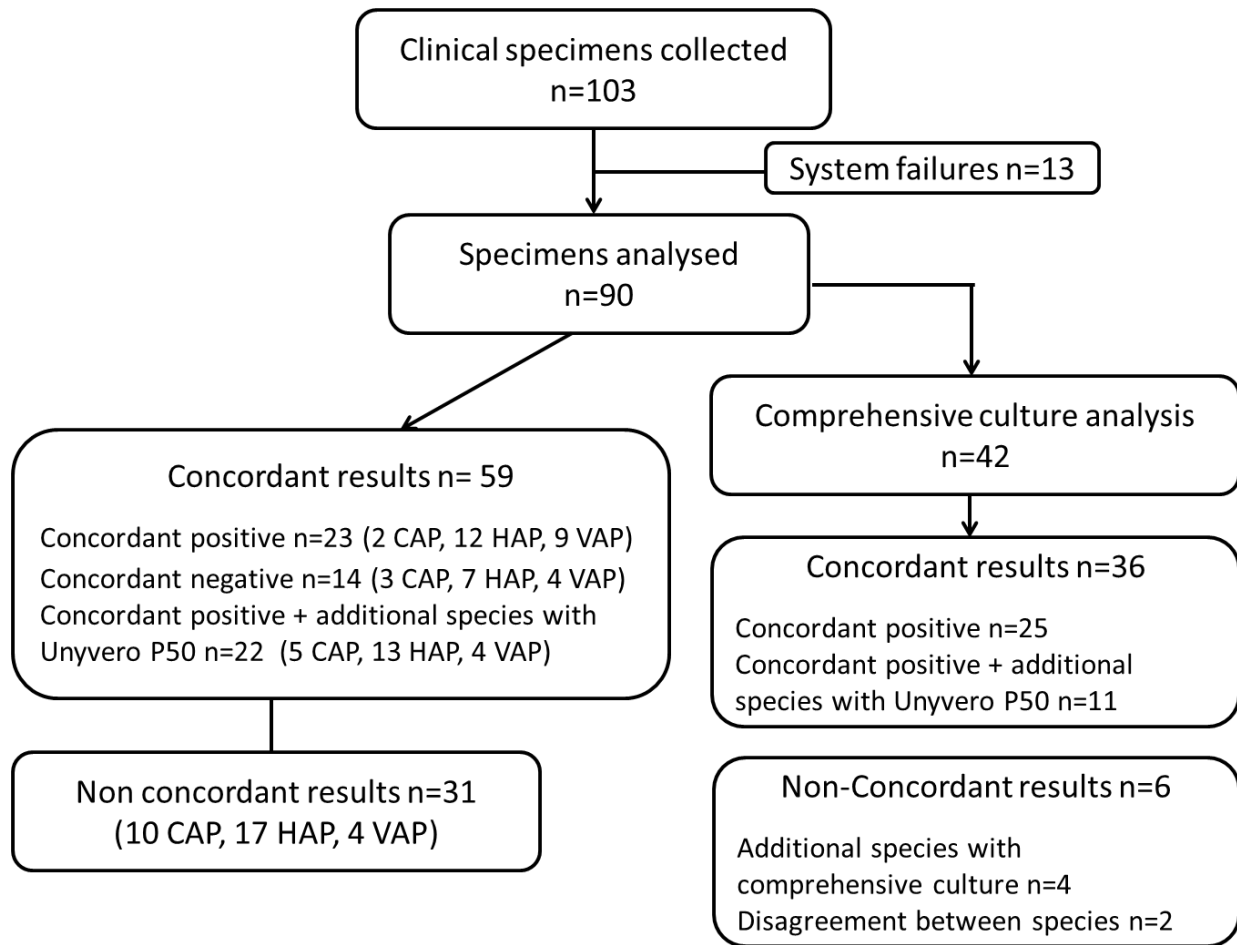 Clinical specimens collected
n=103
System failures n=13
Specimens analysed
n=90
Concordant results n= 59
Concordant positive n=23 (2 CAP, 12 HAP, 9 VAP)
Concordant negative n=14 (3 CAP, 7 HAP, 4 VAP)
Concordant positive + additional species with
Unyvero P50 n=22 (5 CAP, 13 HAP, 4 VAP)
Non concordant results n=31
(10 CAP, 17 HAP, 4 VAP)
Comprehensive culture analysis
n=42
Concordant results n=36
Concordant positive n=25
Concordant positive + additional
species with Unyvero P50 n=11
Non-Concordant results n=6
Additional species with
comprehensive culture n=4
Disagreement between species n=2